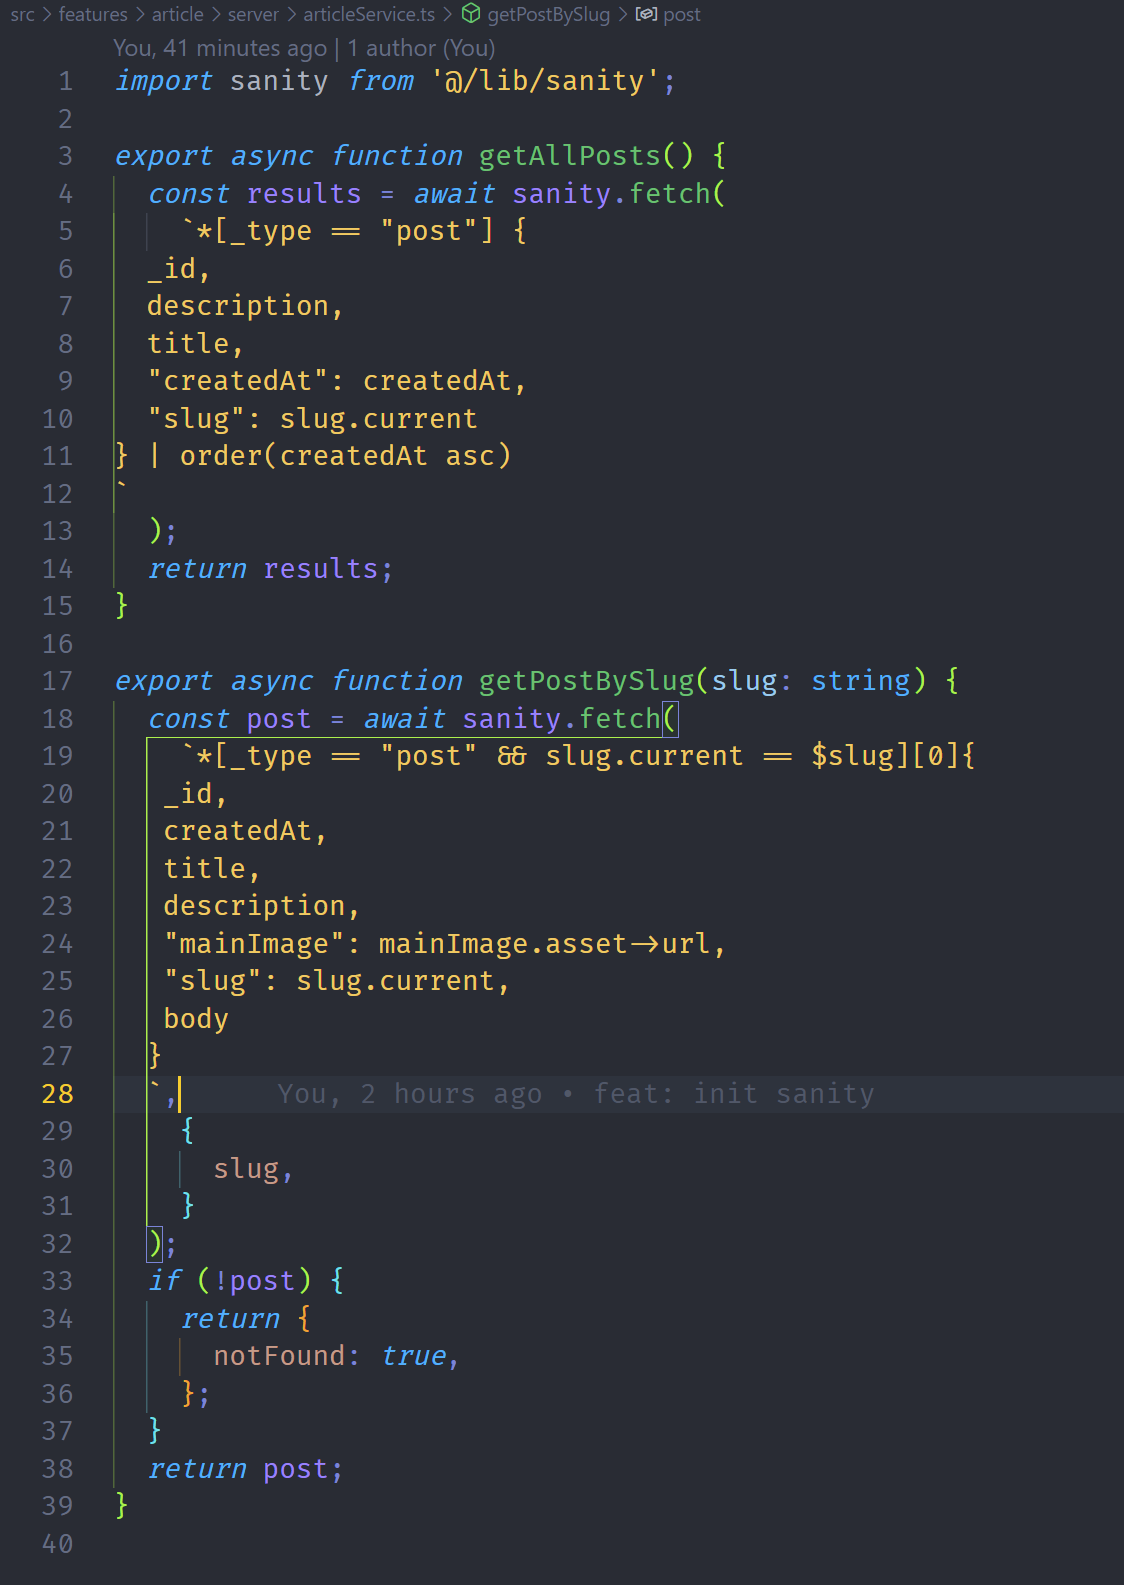 src > features > article > server > articleService.ts > getPostBySlug > post
You, 41 minutes ago | 1 author (You)
1 import sanity from '@/lib/sanity';
2
3 export async function getAllPosts() {
4   const results = await sanity.fetch(
5     `*[_type == "post"] {
6   _id,
7   description,
8   title,
9   "createdAt": createdAt,
10   "slug": slug.current
11 } | order(createdAt asc)
12 `
13   );
14   return results;
15 }
16
17 export async function getPostBySlug(slug: string) {
18   const post = await sanity.fetch(
19     `*[_type == "post" && slug.current == $slug][0]{
20    _id,
21    createdAt,
22    title,
23    description,
24    "mainImage": mainImage.asset->url,
25    "slug": slug.current,
26    body
27   }
28   `, You, 2 hours ago • feat: init sanity
29     {
30       slug,
31     }
32   );
33   if (!post) {
34     return {
35       notFound: true,
36     };
37   }
38   return post;
39 }
40